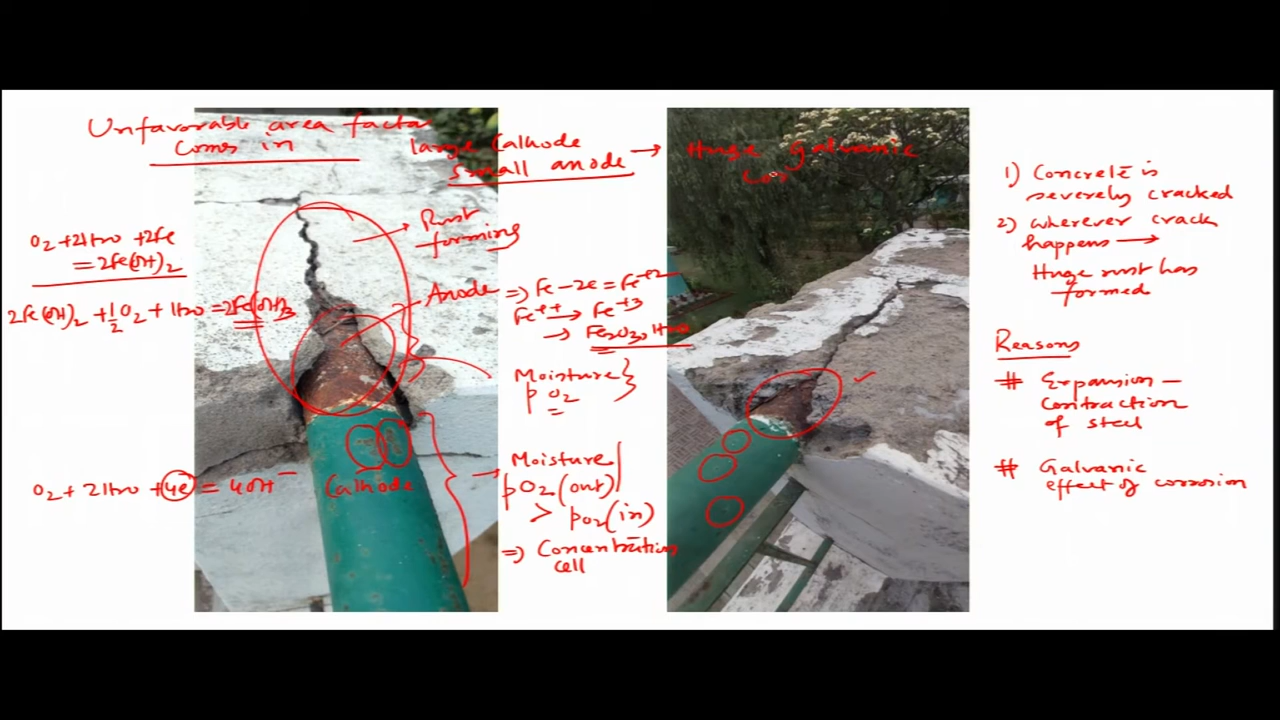 Unfavorable area factor
comes in
large Cathode
small anode → Huge Galvanic
O2 + 2H2O + 2Fe
= 2Fe(OH)2
2Fe(OH)2 + 1/2 O2 + H2O = 2Fe(OH)3
Rust
forming
Anode ⇒ Fe - 2e = Fe+2
Fe++ → Fe+3
→ Fe2O3, H2O
Moisture
pO2
O2 + 2H2O + 4e = 4OH-
Cathode
Moisture
pO2 (out)
> pO2 (in)
⇒ Concentration
cell
1) Concrete is
severely cracked
2) wherever crack
happens →
Huge rust has
formed
Reasons
# Expansion -
contraction
of steel
# Galvanic
effect of corrosion